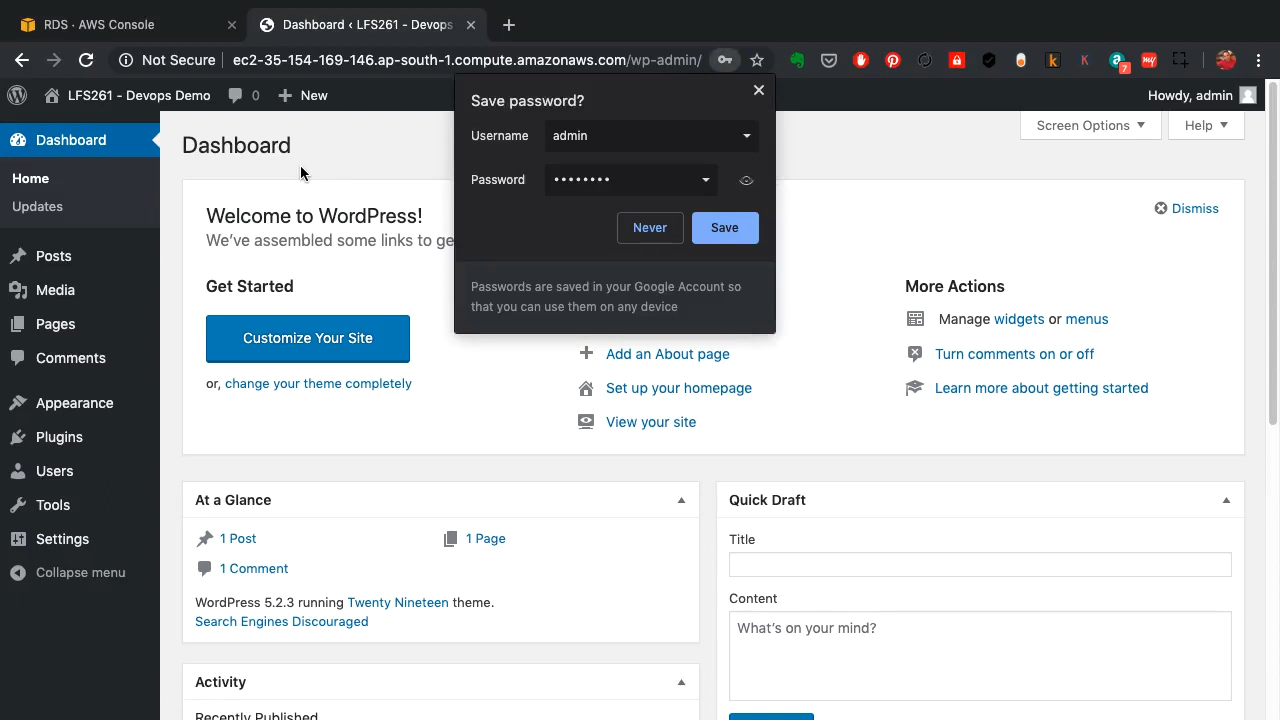 RDS · AWS Console
Dashboard ‹ LFS261 - Devops
Not Secure
ec2-35-154-169-146.ap-south-1.compute.amazonaws.com/wp-admin/
7
LFS261 - Devops Demo
0
New
Howdy, admin
Save password?
Username
admin
Password
••••••••
Never
Save
Passwords are saved in your Google Account so
that you can use them on any device
Dashboard
Home
Updates
Posts
Media
Pages
Comments
Appearance
Plugins
Users
Tools
Settings
Collapse menu
Dashboard
Screen Options
Help
Welcome to WordPress!
We've assembled some links to ge
Dismiss
Get Started
Customize Your Site
or, change your theme completely
Add an About page
Set up your homepage
View your site
More Actions
Manage widgets or menus
Turn comments on or off
Learn more about getting started
At a Glance
1 Post
1 Page
1 Comment
WordPress 5.2.3 running Twenty Nineteen theme.
Search Engines Discouraged
Activity
Recently Published
Quick Draft
Title
Content
What's on your mind?